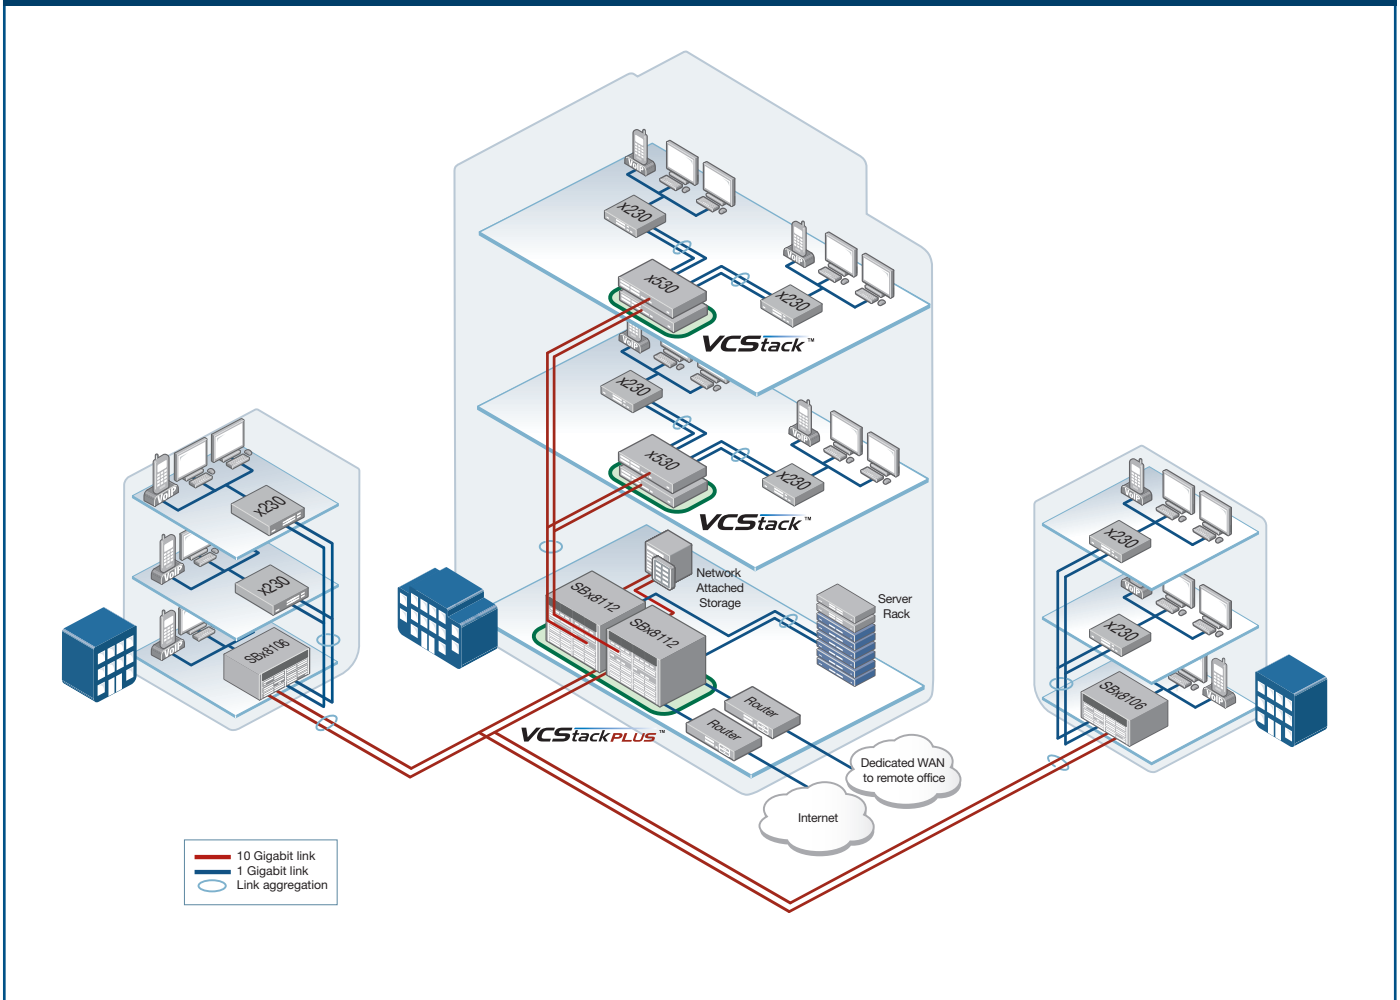 VoIP
x230
VoIP
x530
x230
VCStack™
VoIP
x230
VoIP
x530
x230
VCStack™
VoIP
x230
VoIP
x230
VoIP
SBx8106
Network
Attached
Storage
SBx8112
SBx8112
Server
Rack
Router
Router
VCStackPLUS™
Dedicated WAN
to remote office
Internet
VoIP
x230
VoIP
x230
VoIP
SBx8106
10 Gigabit link
1 Gigabit link
Link aggregation